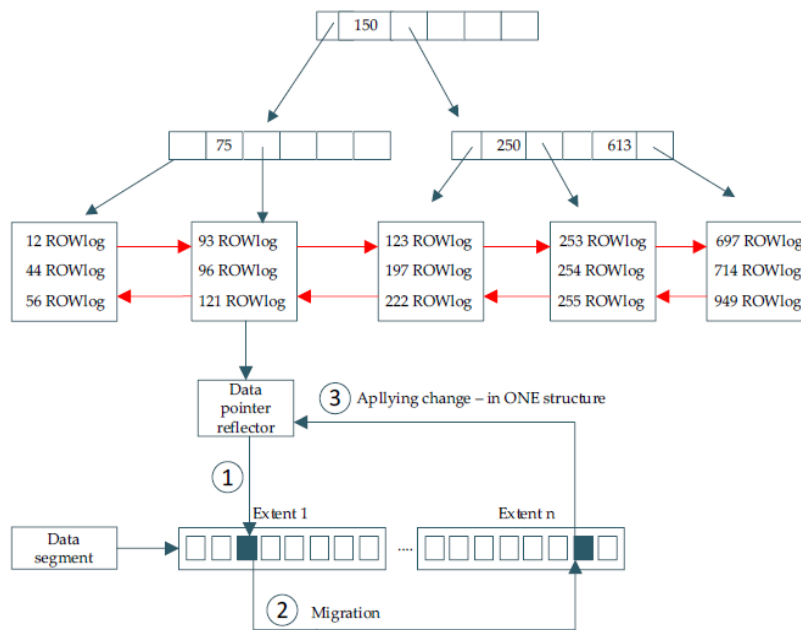 150
75
250 613
12 ROWlog
44 ROWlog
56 ROWlog
93 ROWlog
96 ROWlog
121 ROWlog
123 ROWlog
197 ROWlog
222 ROWlog
253 ROWlog
254 ROWlog
255 ROWlog
697 ROWlog
714 ROWlog
949 ROWlog
Data
pointer
reflector
3 Apllying change – in ONE structure
1
Extent 1
Extent n
Data
segment
....
2 Migration